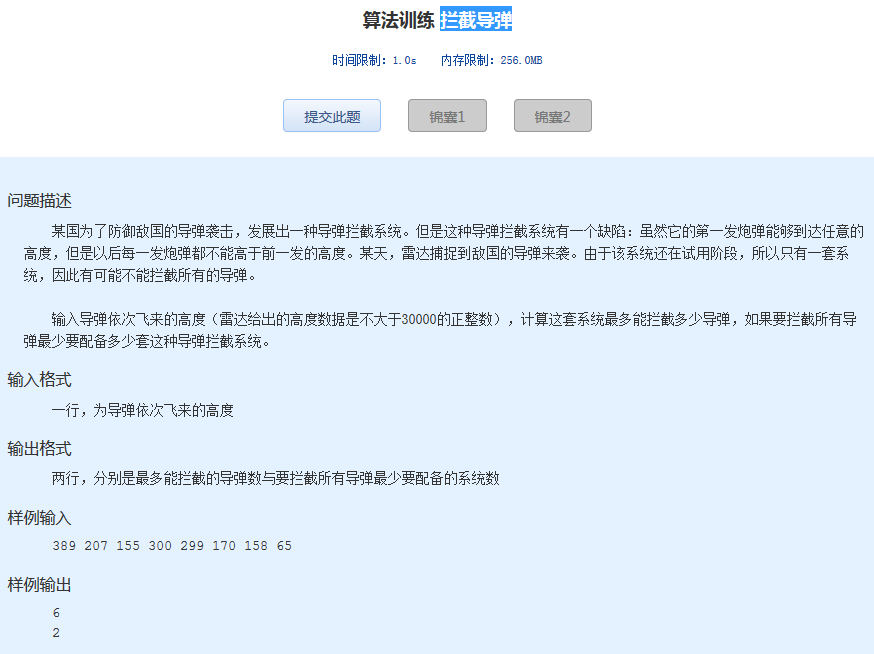 算法训练 拦截导弹
时间限制：1.0s 内存限制：256.0MB
提交此题 锦囊1 锦囊2
问题描述
某国为了防御敌国的导弹袭击，发展出一种导弹拦截系统。但是这种导弹拦截系统有一个缺陷：虽然它的第一发炮弹能够到达任意的
高度，但是以后每一发炮弹都不能高于前一发的高度。某天，雷达捕捉到敌国的导弹来袭。由于该系统还在试用阶段，所以只有一套系
统，因此有可能不能拦截所有的导弹。
输入导弹依次飞来的高度（雷达给出的高度数据是不大于30000的正整数），计算这套系统最多能拦截多少导弹，如果要拦截所有导
弹最少要配备多少套这种导弹拦截系统。
输入格式
一行，为导弹依次飞来的高度
输出格式
两行，分别是最多能拦截的导弹数与要拦截所有导弹最少要配备的系统数
样例输入
389 207 155 300 299 170 158 65
样例输出
6
2